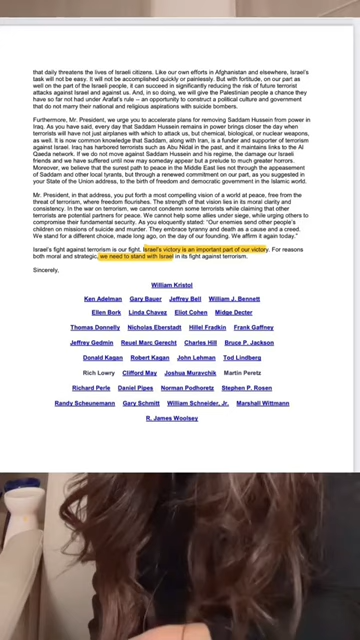 that daily threatens the lives of Israeli citizens. Like our own efforts in Afghanistan and elsewhere, Israel's
task will not be easy. It will not be accomplished quickly or painlessly. But with fortitude, on our part as
well on the part of the Israeli people, it can succeed in significantly reducing the risk of future terrorist
attacks against Israel and against us. And, in so doing, we will give the Palestinian people a chance they
have so far not had under Arafat's rule -- an opportunity to construct a political culture and government
that do not marry their national and religious aspirations with suicide bombers.
Furthermore, Mr. President, we urge you to accelerate plans for removing Saddam Hussein from power in
Iraq. As you have said, every day that Saddam Hussein remains in power brings closer the day when
terrorists will have not just airplanes with which to attack us, but chemical, biological, or nuclear weapons,
as well. It is now common knowledge that Saddam, along with Iran, is a funder and supporter of terrorism
against Israel. Iraq has harbored terrorists such as Abu Nidal in the past, and it maintains links to the Al
Qaeda network. If we do not move against Saddam Hussein and his regime, the damage our Israeli
friends and we have suffered until now may someday appear but a prelude to much greater horrors.
Moreover, we believe that the surest path to peace in the Middle East lies not through the appeasement
of Saddam and other local tyrants, but through a renewed commitment on our part, as you suggested in
your State of the Union address, to the birth of freedom and democratic government in the Islamic world.
Mr. President, in that address, you put forth a most compelling vision of a world at peace, free from the
threat of terror, where freedom flourishes. The strength of that vision lies in its moral clarity and
consistency. In the war on terrorism, we cannot condemn some terrorists while claiming that other
terrorists are potential partners for peace. We cannot help some allies under siege, while urging others to
compromise their fundamental security. As you eloquently stated: "Our enemies send other people's
children on missions of suicide and murder. They embrace tyranny and death as a cause and a creed.
We stand for a different choice, made long ago, on the day of our founding. We affirm it again today."
Israel's fight against terrorism is our fight. Israel's victory is an important part of our victory. For reasons
both moral and strategic, we need to stand with Israel in its fight against terrorism.
Sincerely,
William Kristol
Ken Adelman Gary Bauer Jeffrey Bell William J. Bennett
Ellen Bork Linda Chavez Eliot Cohen Midge Decter
Thomas Donnelly Nicholas Eberstadt Hillel Fradkin Frank Gaffney
Jeffrey Gedmin Reuel Marc Gerecht Charles Hill Bruce P. Jackson
Donald Kagan Robert Kagan John Lehman Tod Lindberg
Rich Lowry Clifford May Joshua Muravchik Martin Peretz
Richard Perle Daniel Pipes Norman Podhoretz Stephen P. Rosen
Randy Scheunemann Gary Schmitt William Schneider, Jr. Marshall Wittmann
R. James Woolsey